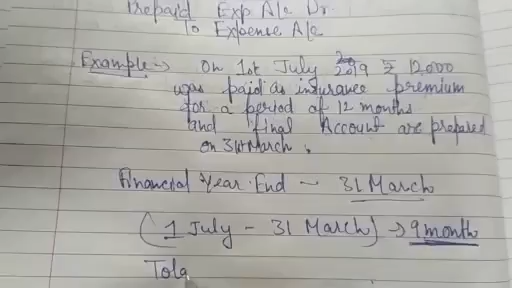 Prepaid Exp A/c Dr.
To Expense A/c
Example :- On 1st July 2019 ₹ 12,000
was paid as insurance premium
for a period of 12 months
and final Account are prepared
on 31st March.
Financial Year End - 31 March
(1 July - 31 March) → 9 month
Tola